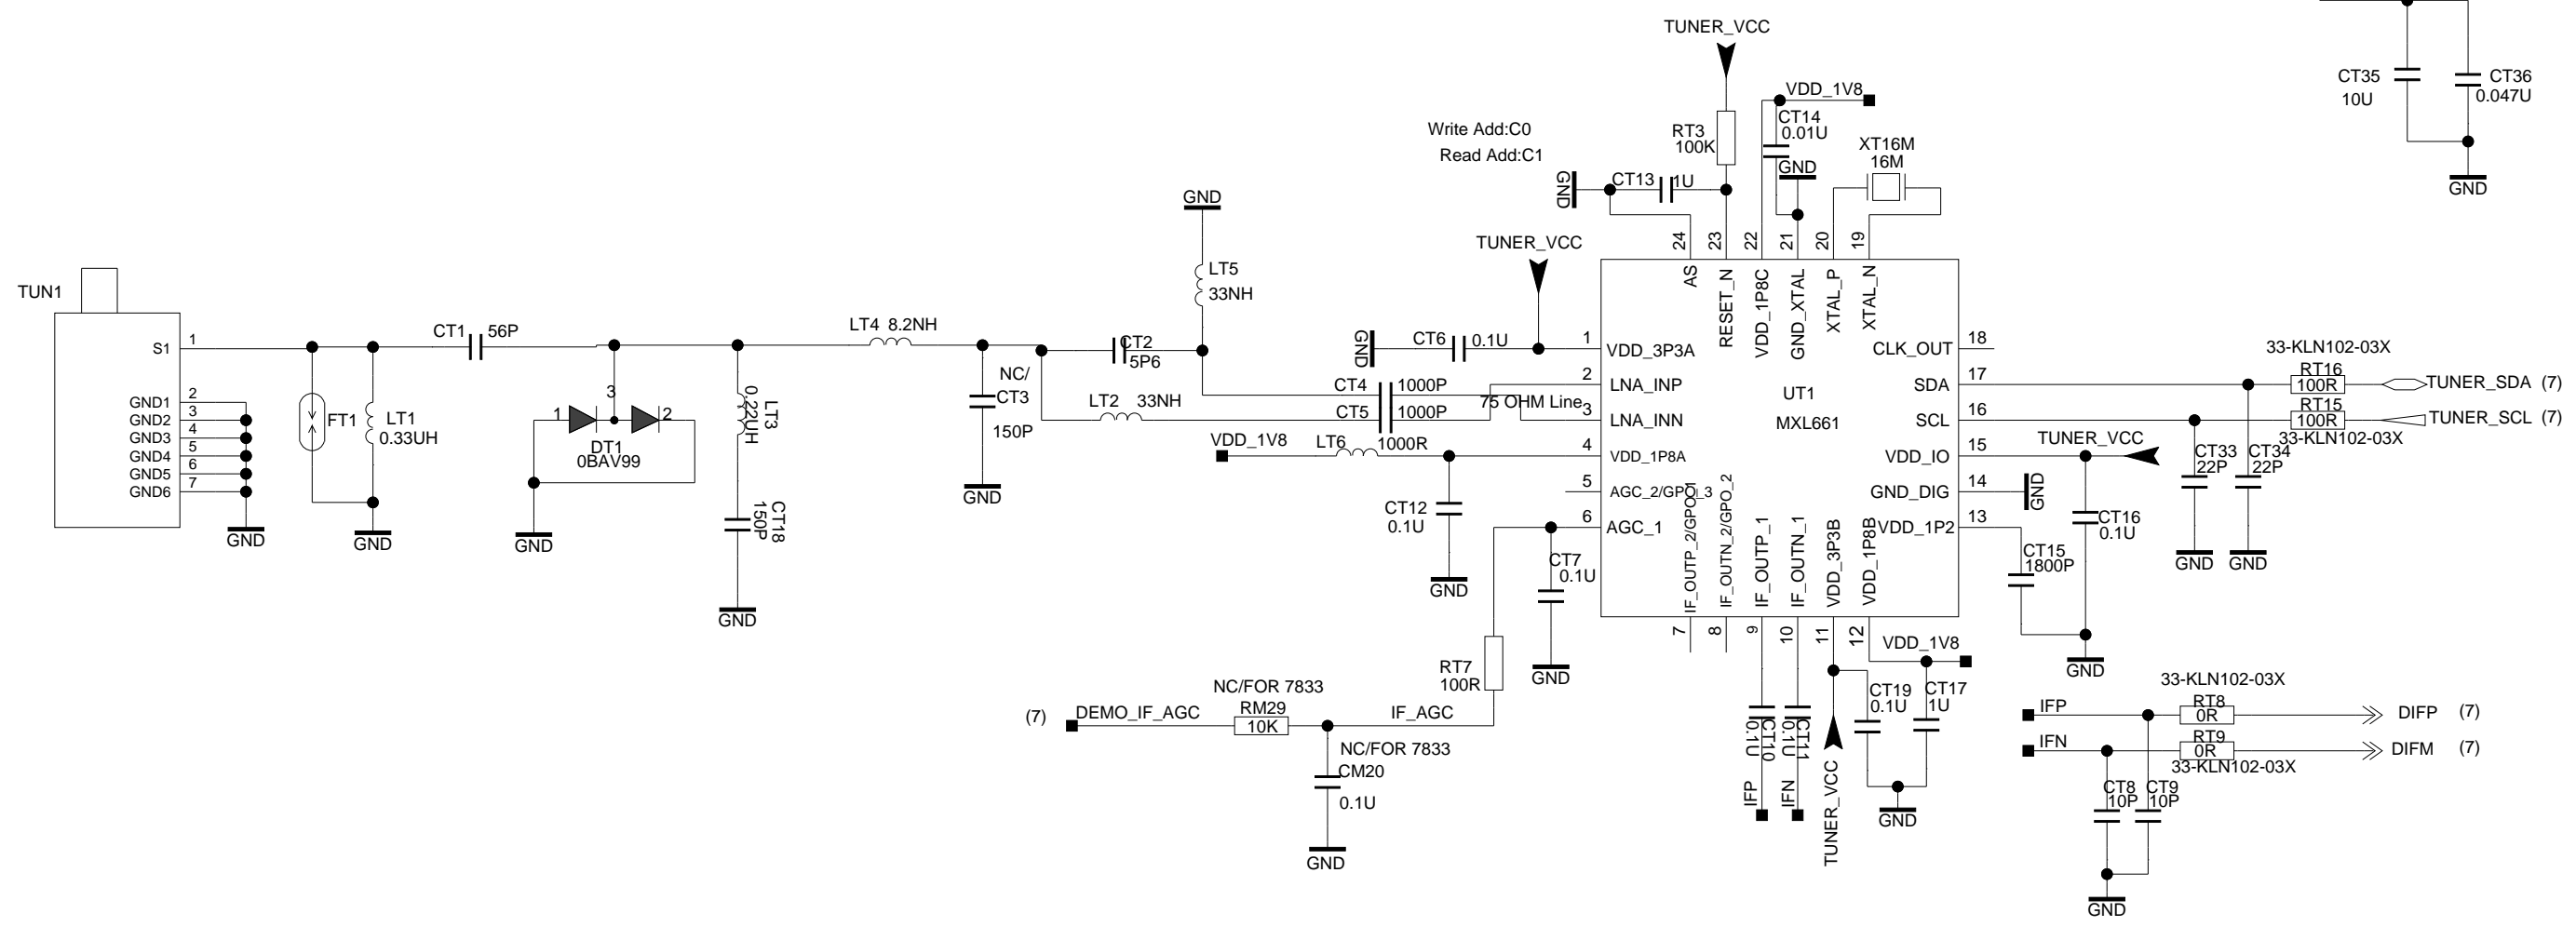 TUNER_VCC
CT35
10U
CT36
0.047U
VDD_1V8
CT14
0.01U
Write Add:C0
Read Add:C1
RT3
100K
XT16M
16M
GND
GND
CT13
1U
GND
GND
TUNER_VCC
24
23
22
21
20
19
AS
RESET_N
VDD_1P8C
GND_XTAL
XTAL_P
XTAL_N
LT5
33NH
TUN1
S1
1
CT1
56P
LT4 8.2NH
CT2
5P6
GND
CT6
0.1U
1
VDD_3P3A
CLK_OUT
18
33-KLN102-03X
NC/
CT3
150P
GND
CT4
1000P
2
LNA_INP
UT1
MXL661
SDA
17
RT16
100R
TUNER_SDA (7)
LT2
33NH
CT5
1000P
75 OHM Line
3
LNA_INN
SCL
16
RT15
100R
TUNER_SCL (7)
33-KLN102-03X
GND1
2
GND2
3
GND3
4
GND4
5
GND5
6
GND6
7
GND
FT1
LT1
0.33UH
GND
1
3
2
DT1
0BAV99
GND
LT3
0.22UH
CT18
150P
GND
VDD_1V8
LT6
1000R
4
VDD_1P8A
VDD_IO
15
TUNER_VCC
CT33
22P
CT34
22P
GND
GND
5
AGC_2/GPO_3
GND_DIG
14
GND
CT12
0.1U
GND
6
AGC_1
VDD_1P2
13
CT16
0.1U
CT7
0.1U
GND
CT15
1800P
GND
IF_OUTP_2/GPO_1
IF_OUTN_2/GPO_2
IF_OUTP_1
IF_OUTN_1
VDD_3P3B
VDD_1P8B
7
8
9
10
11
12
VDD_1V8
RT7
100R
CT19
0.1U
CT17
1U
GND
NC/FOR 7833
(7)
DEMO_IF_AGC
RM29
10K
IF_AGC
NC/FOR 7833
CM20
0.1U
GND
CT10
0.1U
CT11
0.1U
IFP
IFN
TUNER_VCC
33-KLN102-03X
IFP
RT8
0R
DIFP (7)
IFN
RT9
0R
DIFM (7)
33-KLN102-03X
CT8
10P
CT9
10P
GND